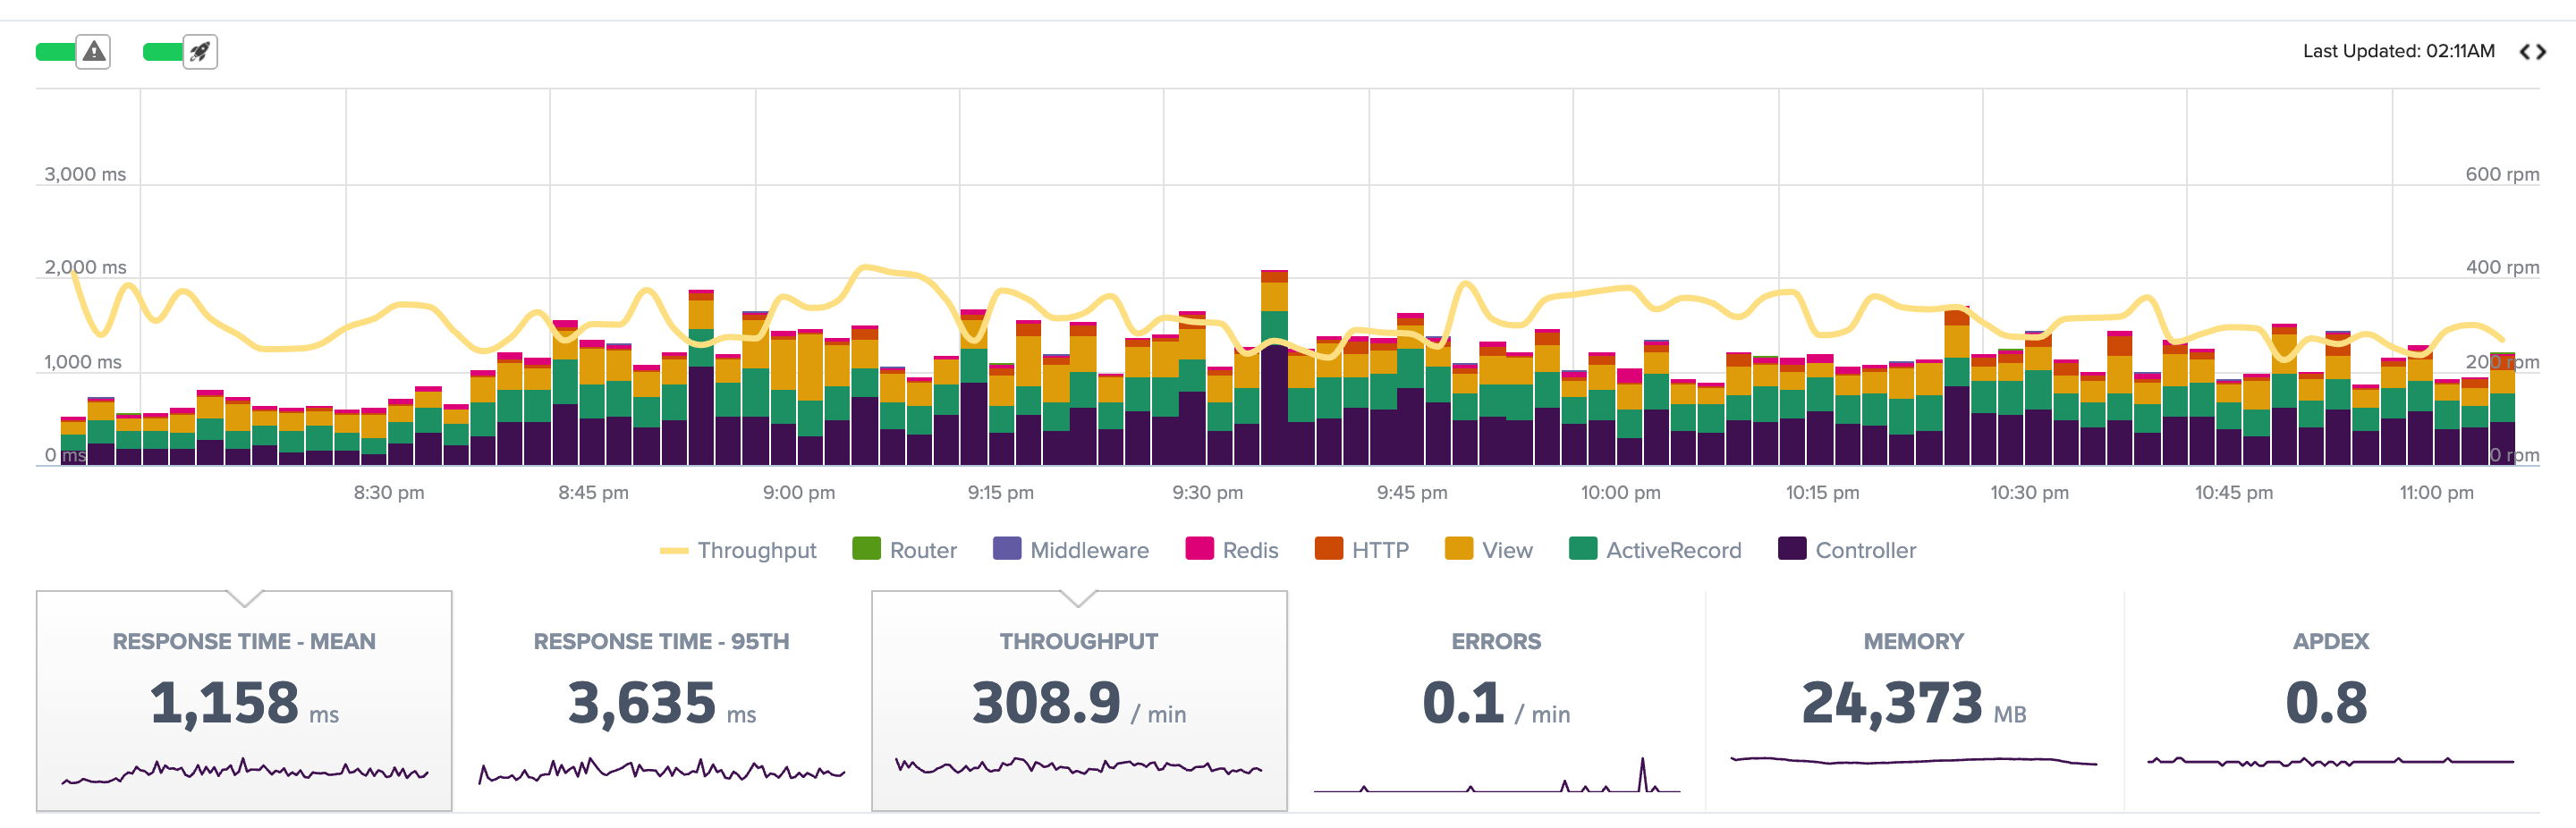 Last Updated: 02:11AM
3,000 ms 600 rpm
2,000 ms 400 rpm
1,000 ms 200 rpm
0 ms 0 rpm
8:30 pm 8:45 pm 9:00 pm 9:15 pm 9:30 pm 9:45 pm 10:00 pm 10:15 pm 10:30 pm 10:45 pm 11:00 pm
Throughput Router Middleware Redis HTTP View ActiveRecord Controller
RESPONSE TIME - MEAN
1,158 ms
RESPONSE TIME - 95TH
3,635 ms
THROUGHPUT
308.9 / min
ERRORS
0.1 / min
MEMORY
24,373 MB
APDEX
0.8